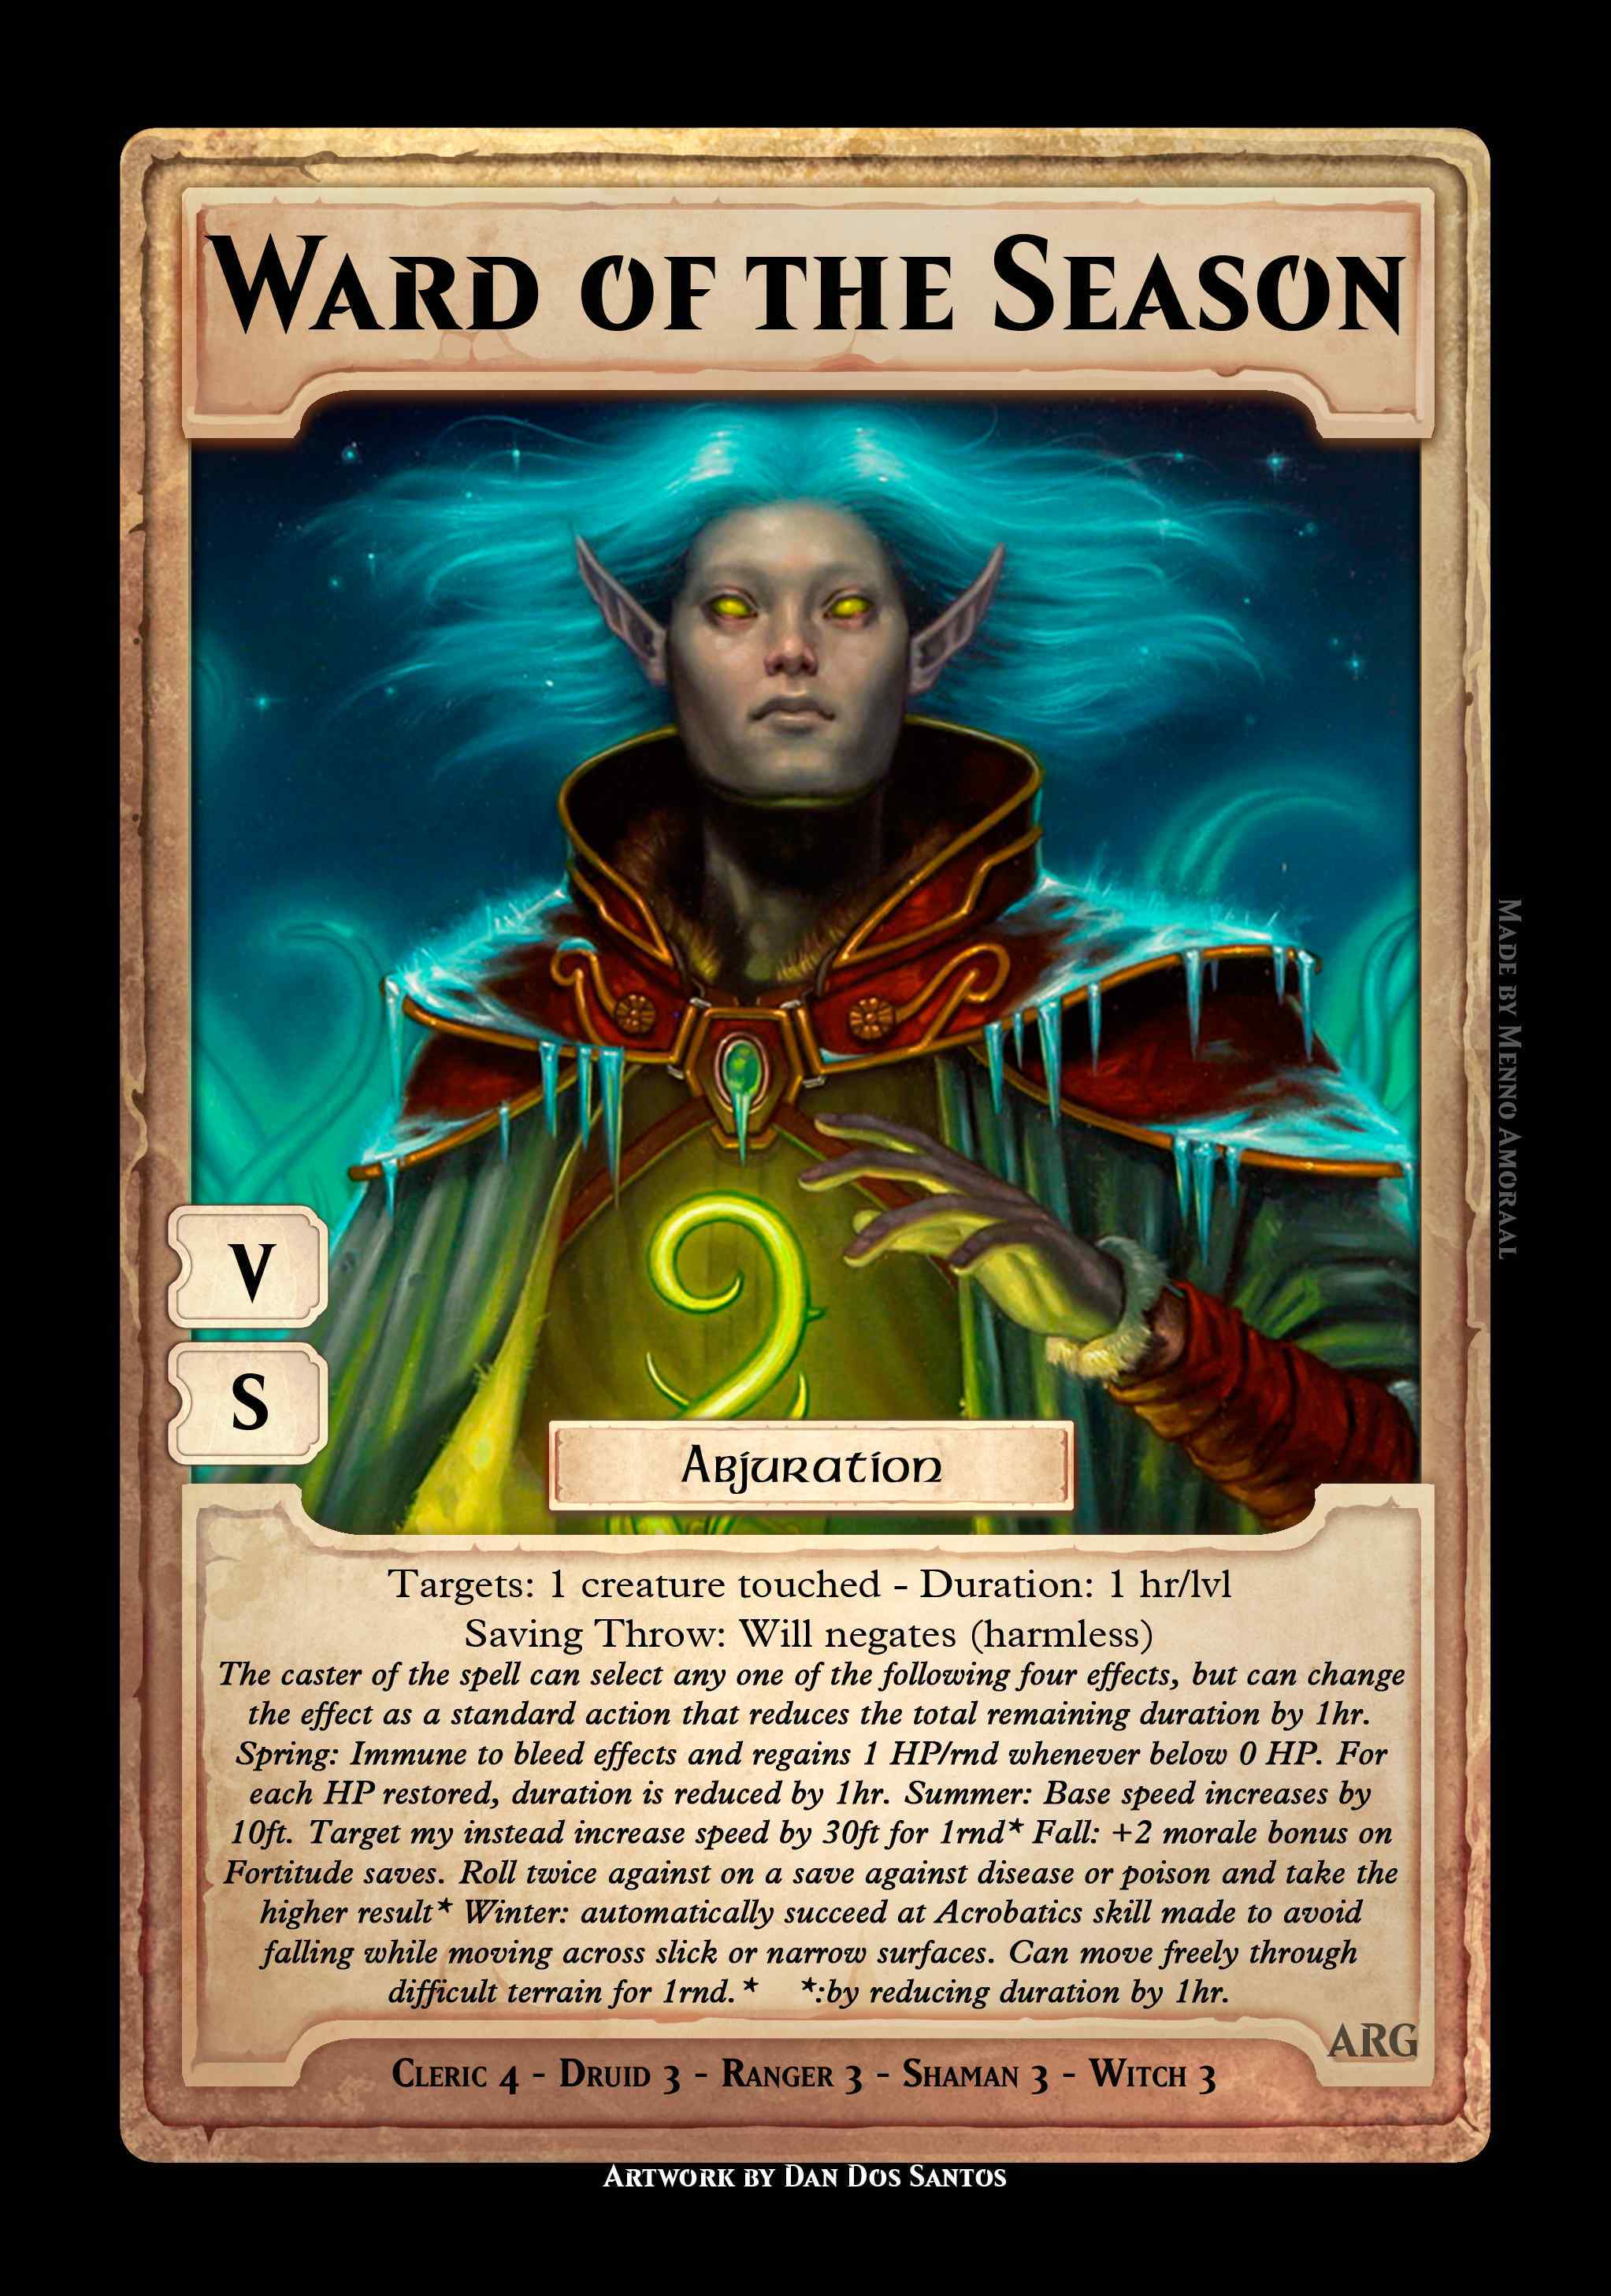 Ward of the Season
V
S
Abjuration
Targets: 1 creature touched - Duration: 1 hr/lvl
Saving Throw: Will negates (harmless)
The caster of the spell can select any one of the following four effects, but can change
the effect as a standard action that reduces the total remaining duration by 1hr.
Spring: Immune to bleed effects and regains 1 HP/rnd whenever below 0 HP. For
each HP restored, duration is reduced by 1hr. Summer: Base speed increases by
10ft. Target my instead increase speed by 30ft for 1rnd* Fall: +2 morale bonus on
Fortitude saves. Roll twice against on a save against disease or poison and take the
higher result* Winter: automatically succeed at Acrobatics skill made to avoid
falling while moving across slick or narrow surfaces. Can move freely through
difficult terrain for 1rnd.* *:by reducing duration by 1hr.
ARG
Cleric 4 - Druid 3 - Ranger 3 - Shaman 3 - Witch 3
Artwork by Dan Dos Santos
Made by Menno Amoraal